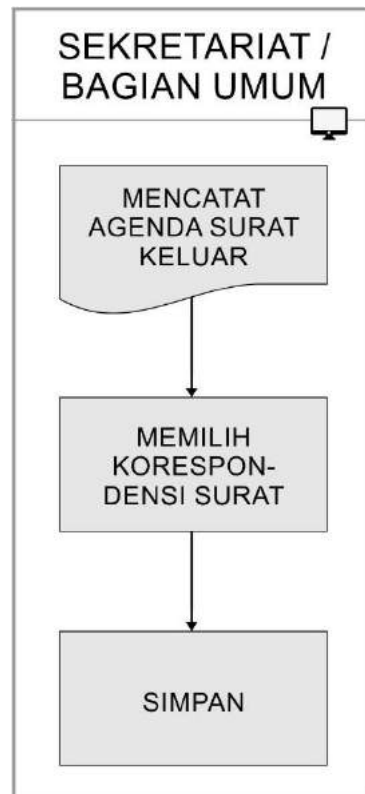 SEKRETARIAT /
BAGIAN UMUM
MENCATAT
AGENDA SURAT
KELUAR
MEMILIH
KORESPON-
DENSI SURAT
SIMPAN